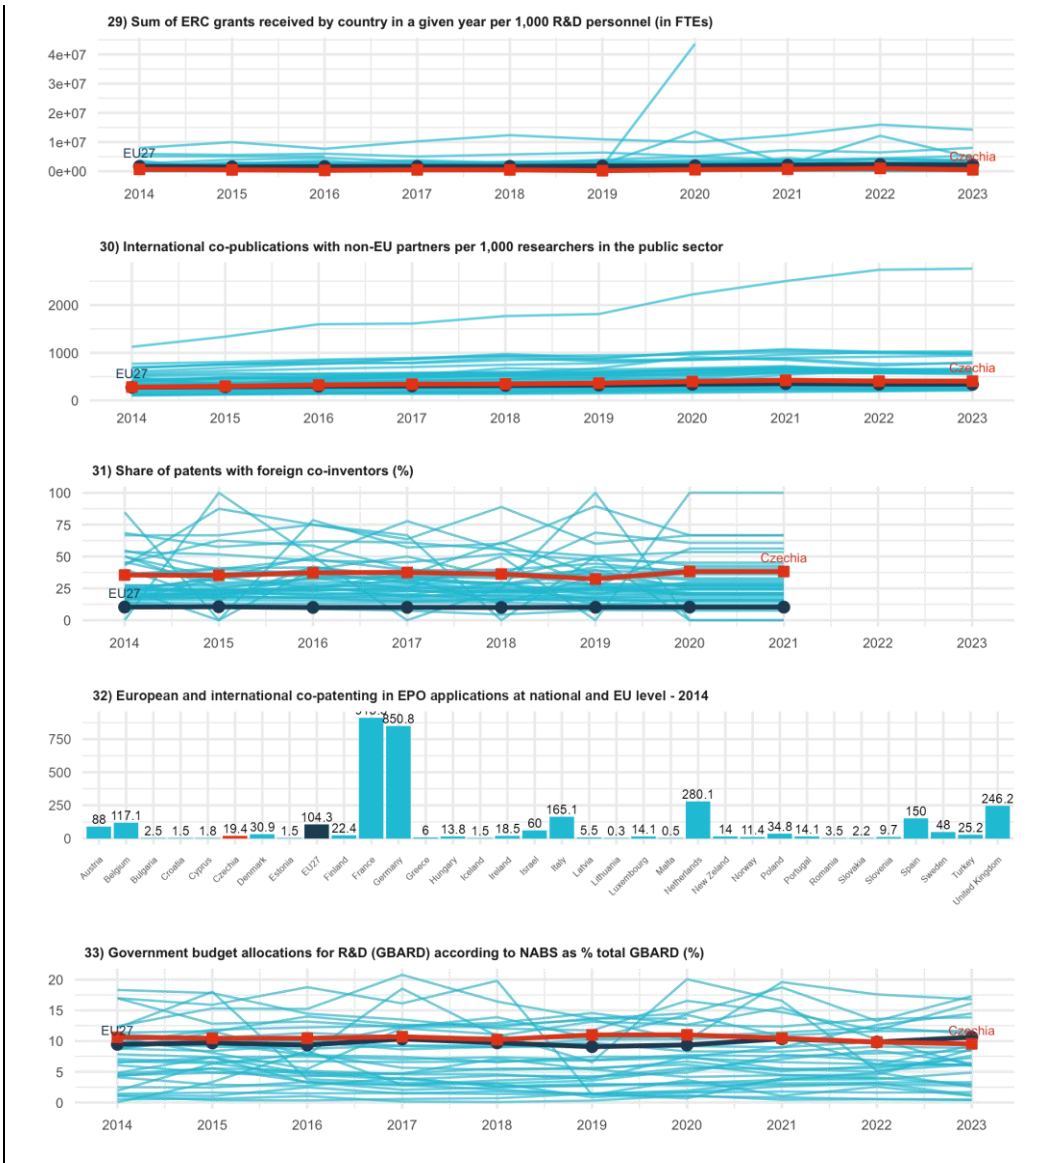 29) Sum of ERC grants received by country in a given year per 1,000 R&D personnel (in FTEs)
4e+07
3e+07
2e+07
1e+07
0e+00
EU27
Czechia
2014 2015 2016 2017 2018 2019 2020 2021 2022 2023
30) International co-publications with non-EU partners per 1,000 researchers in the public sector
2000
1000
0
EU27
Czechia
2014 2015 2016 2017 2018 2019 2020 2021 2022 2023
31) Share of patents with foreign co-inventors (%)
100
75
50
25
0
Czechia
EU27
2014 2015 2016 2017 2018 2019 2020 2021 2022 2023
32) European and international co-patenting in EPO applications at national and EU level - 2014
750
500
250
0
88 117.1 2.5 1.5 1.8 19.4 30.9 1.5 104.3 22.4 850.8 6 13.8 1.5 18.5 60 165.1 5.5 0.3 14.1 0.5 280.1 14 11.4 34.8 14.1 3.5 2.2 9.7 150 48 25.2 246.2
Austria Belgium Bulgaria Croatia Cyprus Czechia Denmark Estonia EU27 Finland France Germany Greece Hungary Iceland Ireland Israel Italy Latvia Lithuania Luxembourg Malta Netherlands New Zeland Norway Poland Portugal Romania Slovakia Slovenia Spain Sweden Turkey United Kingdom
33) Government budget allocations for R&D (GBARD) according to NABS as % total GBARD (%)
20
15
10
5
0
EU27
Czechia
2014 2015 2016 2017 2018 2019 2020 2021 2022 2023